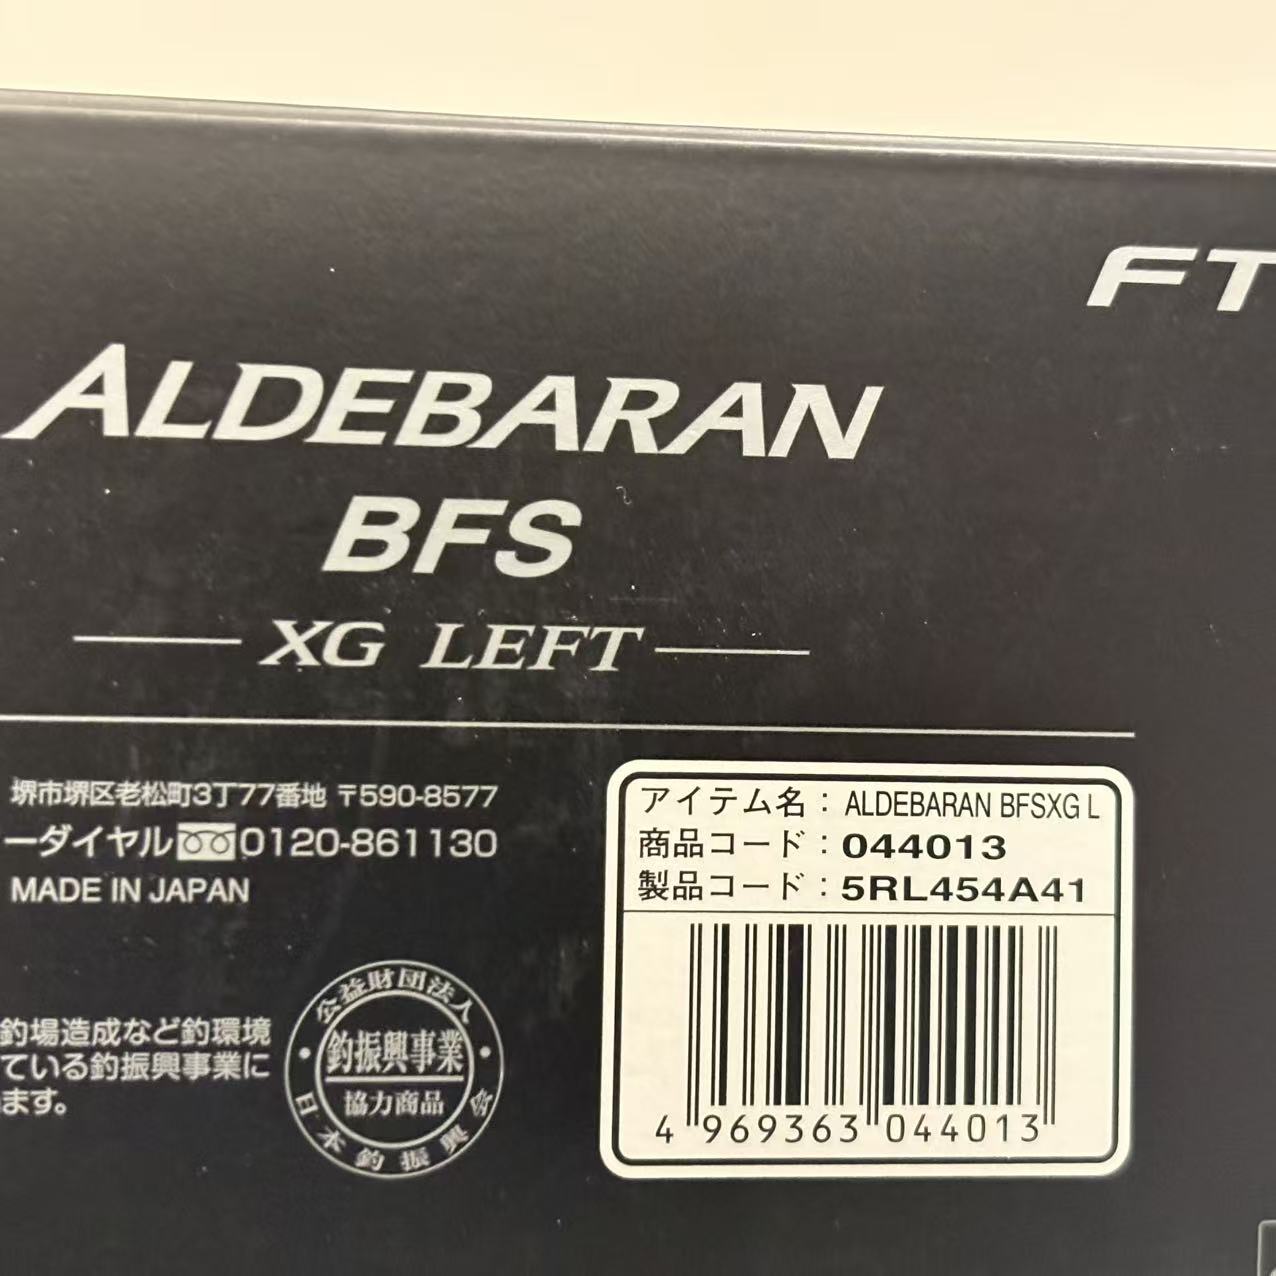 FT
ALDEBARAN
BFS
XG LEFT
堺市堺区老松町3丁77番地 〒590-8577
ーダイヤル 0120-861130
MADE IN JAPAN
アイテム名：ALDEBARAN BFSXG L
商品コード：044013
製品コード：5RL454A41
4 969363 044013
釣場造成など釣環境
ている釣振興事業に
ます。
公益財団法人
釣振興事業
協力商品
日本釣振興会